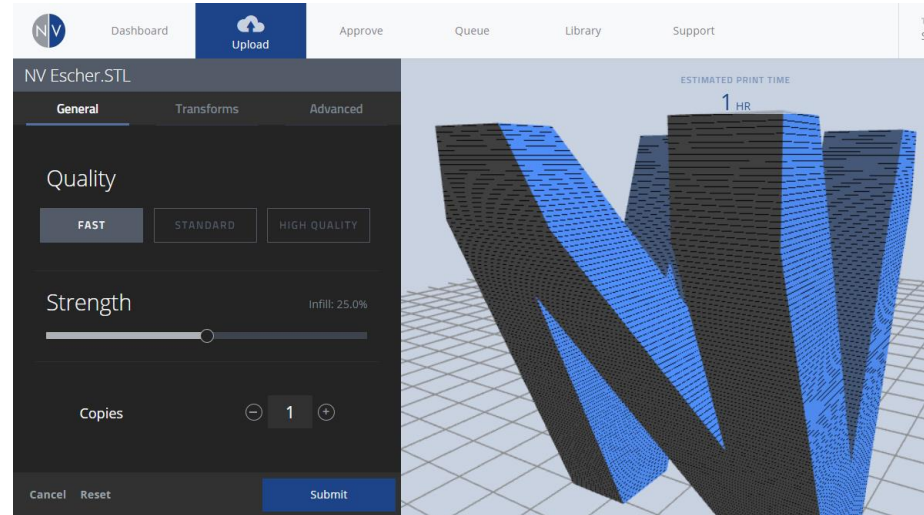 NV
Dashboard
Upload
Approve
Queue
Library
Support
NV Escher.STL
General
Transforms
Advanced
ESTIMATED PRINT TIME
1 HR
Quality
FAST
STANDARD
HIGH QUALITY
Strength
Infill: 25.0%
Copies
1
Cancel
Reset
Submit